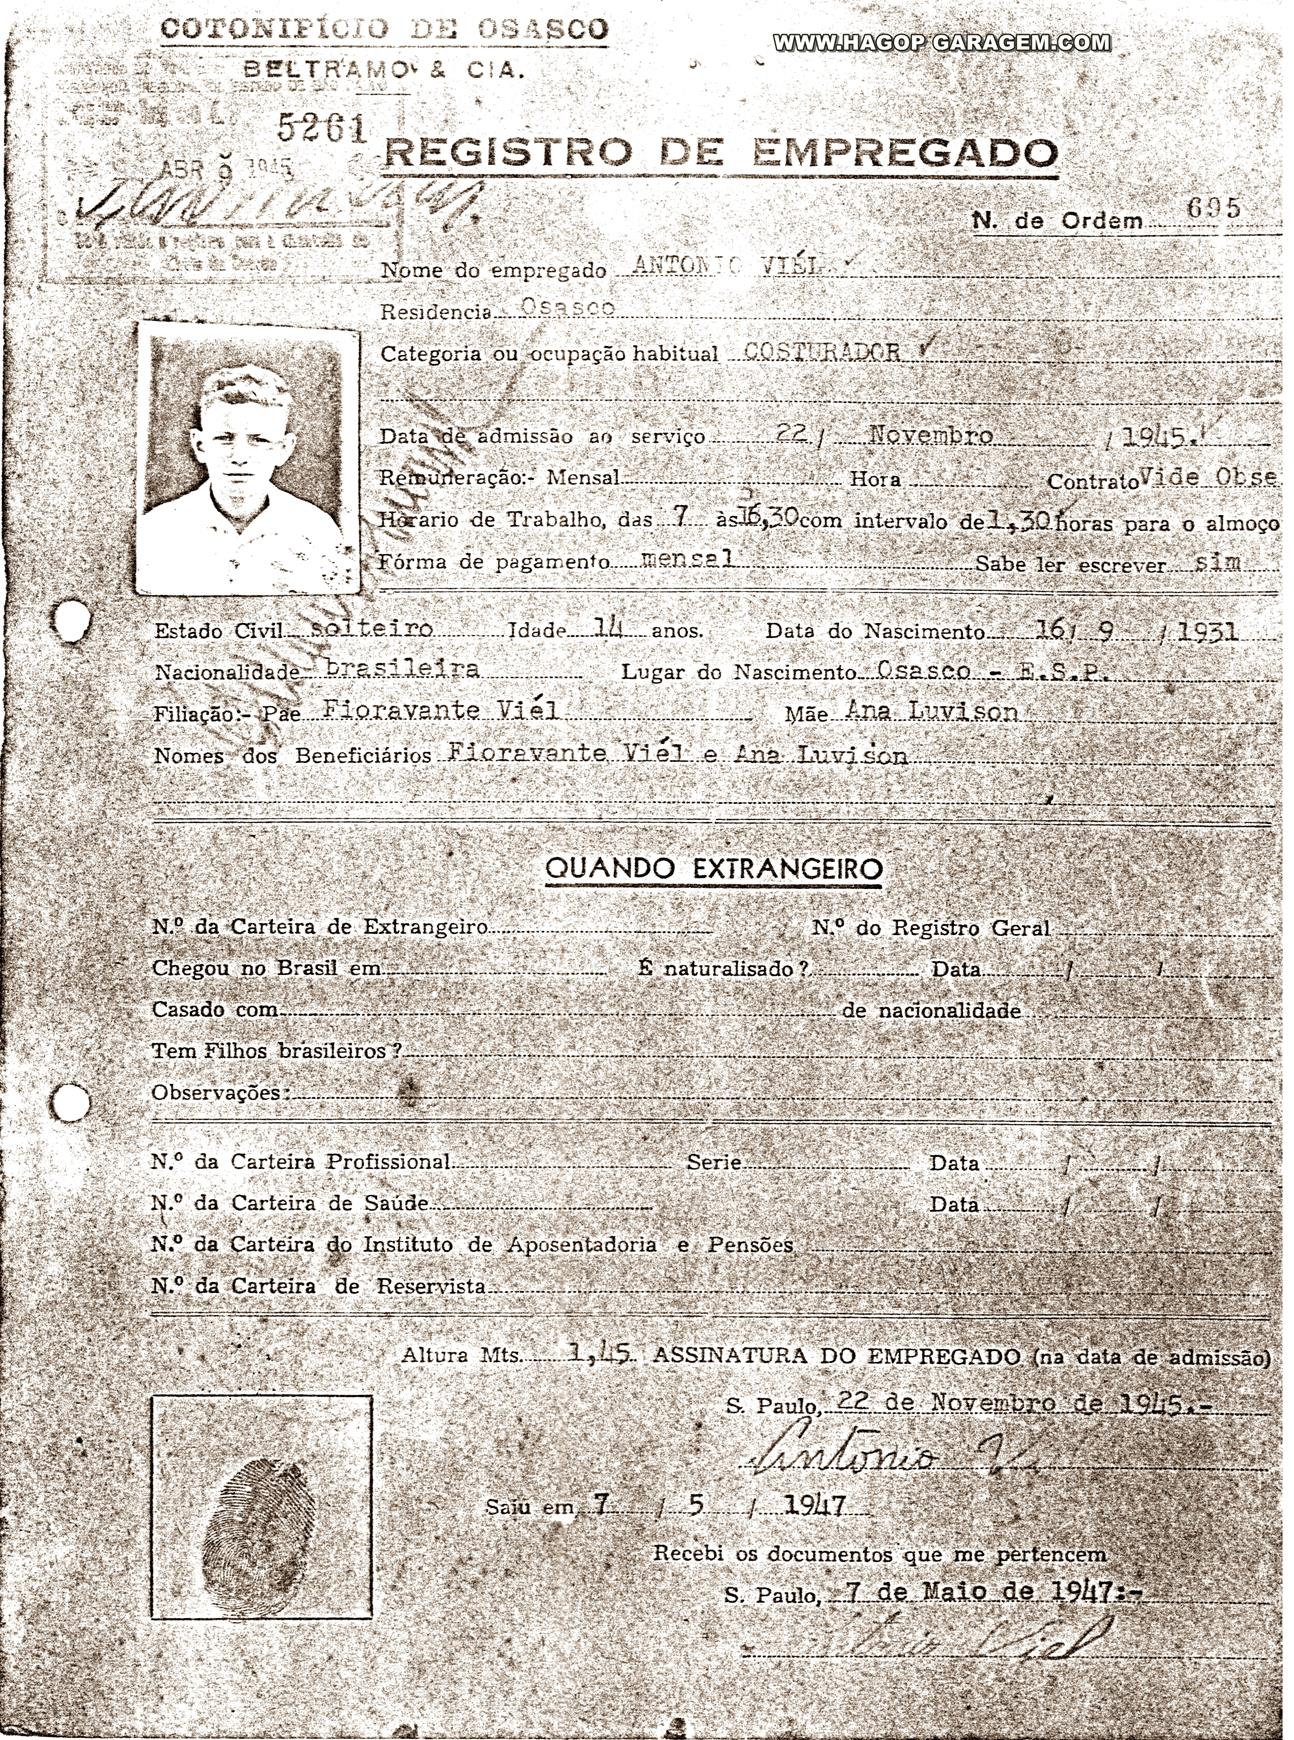 COTONIFÍCIO DE OSASCO
WWW.HAGOP GARAGEM.COM
BELTRAMO & CIA.
5261
ABR 1945
REGISTRO DE EMPREGADO
N. de Ordem 695
Nome do empregado ANTONIO VIÉL
Residencia Osasco
Categoria ou ocupação habitual COSTURADOR
Data de admissão ao serviço 22 / Novembro / 1945.
Remuneração:- Mensal Hora Contrato Vide Obse
Horario de Trabalho, das 7 às 16,30 com intervalo de 1,30 horas para o almoço
Fórma de pagamento mensal Sabe ler escrever sim
Estado Civil solteiro Idade 14 anos. Data do Nascimento 16/ 9 / 1931
Nacionalidade brasileira Lugar do Nascimento Osasco - E.S.P.
Filiação:- Pae Fioravante Viél Mãe Ana Luvison
Nomes dos Beneficiários Fioravante Viél e Ana Luvison
QUANDO EXTRANGEIRO
N.º da Carteira de Extrangeiro N.º do Registro Geral
Chegou no Brasil em É naturalisado ? Data / /
Casado com de nacionalidade
Tem Filhos brasileiros ?
Observações:
N.º da Carteira Profissional Serie Data / /
N.º da Carteira de Saúde Data / /
N.º da Carteira do Instituto de Aposentadoria e Pensões
N.º da Carteira de Reservista
Altura Mts. 1,45 ASSINATURA DO EMPREGADO (na data de admissão)
S. Paulo, 22 de Novembro de 1945.-
Antonio
Saiu em 7 / 5 / 1947
Recebi os documentos que me pertencem
S. Paulo, 7 de Maio de 1947:-
Viel